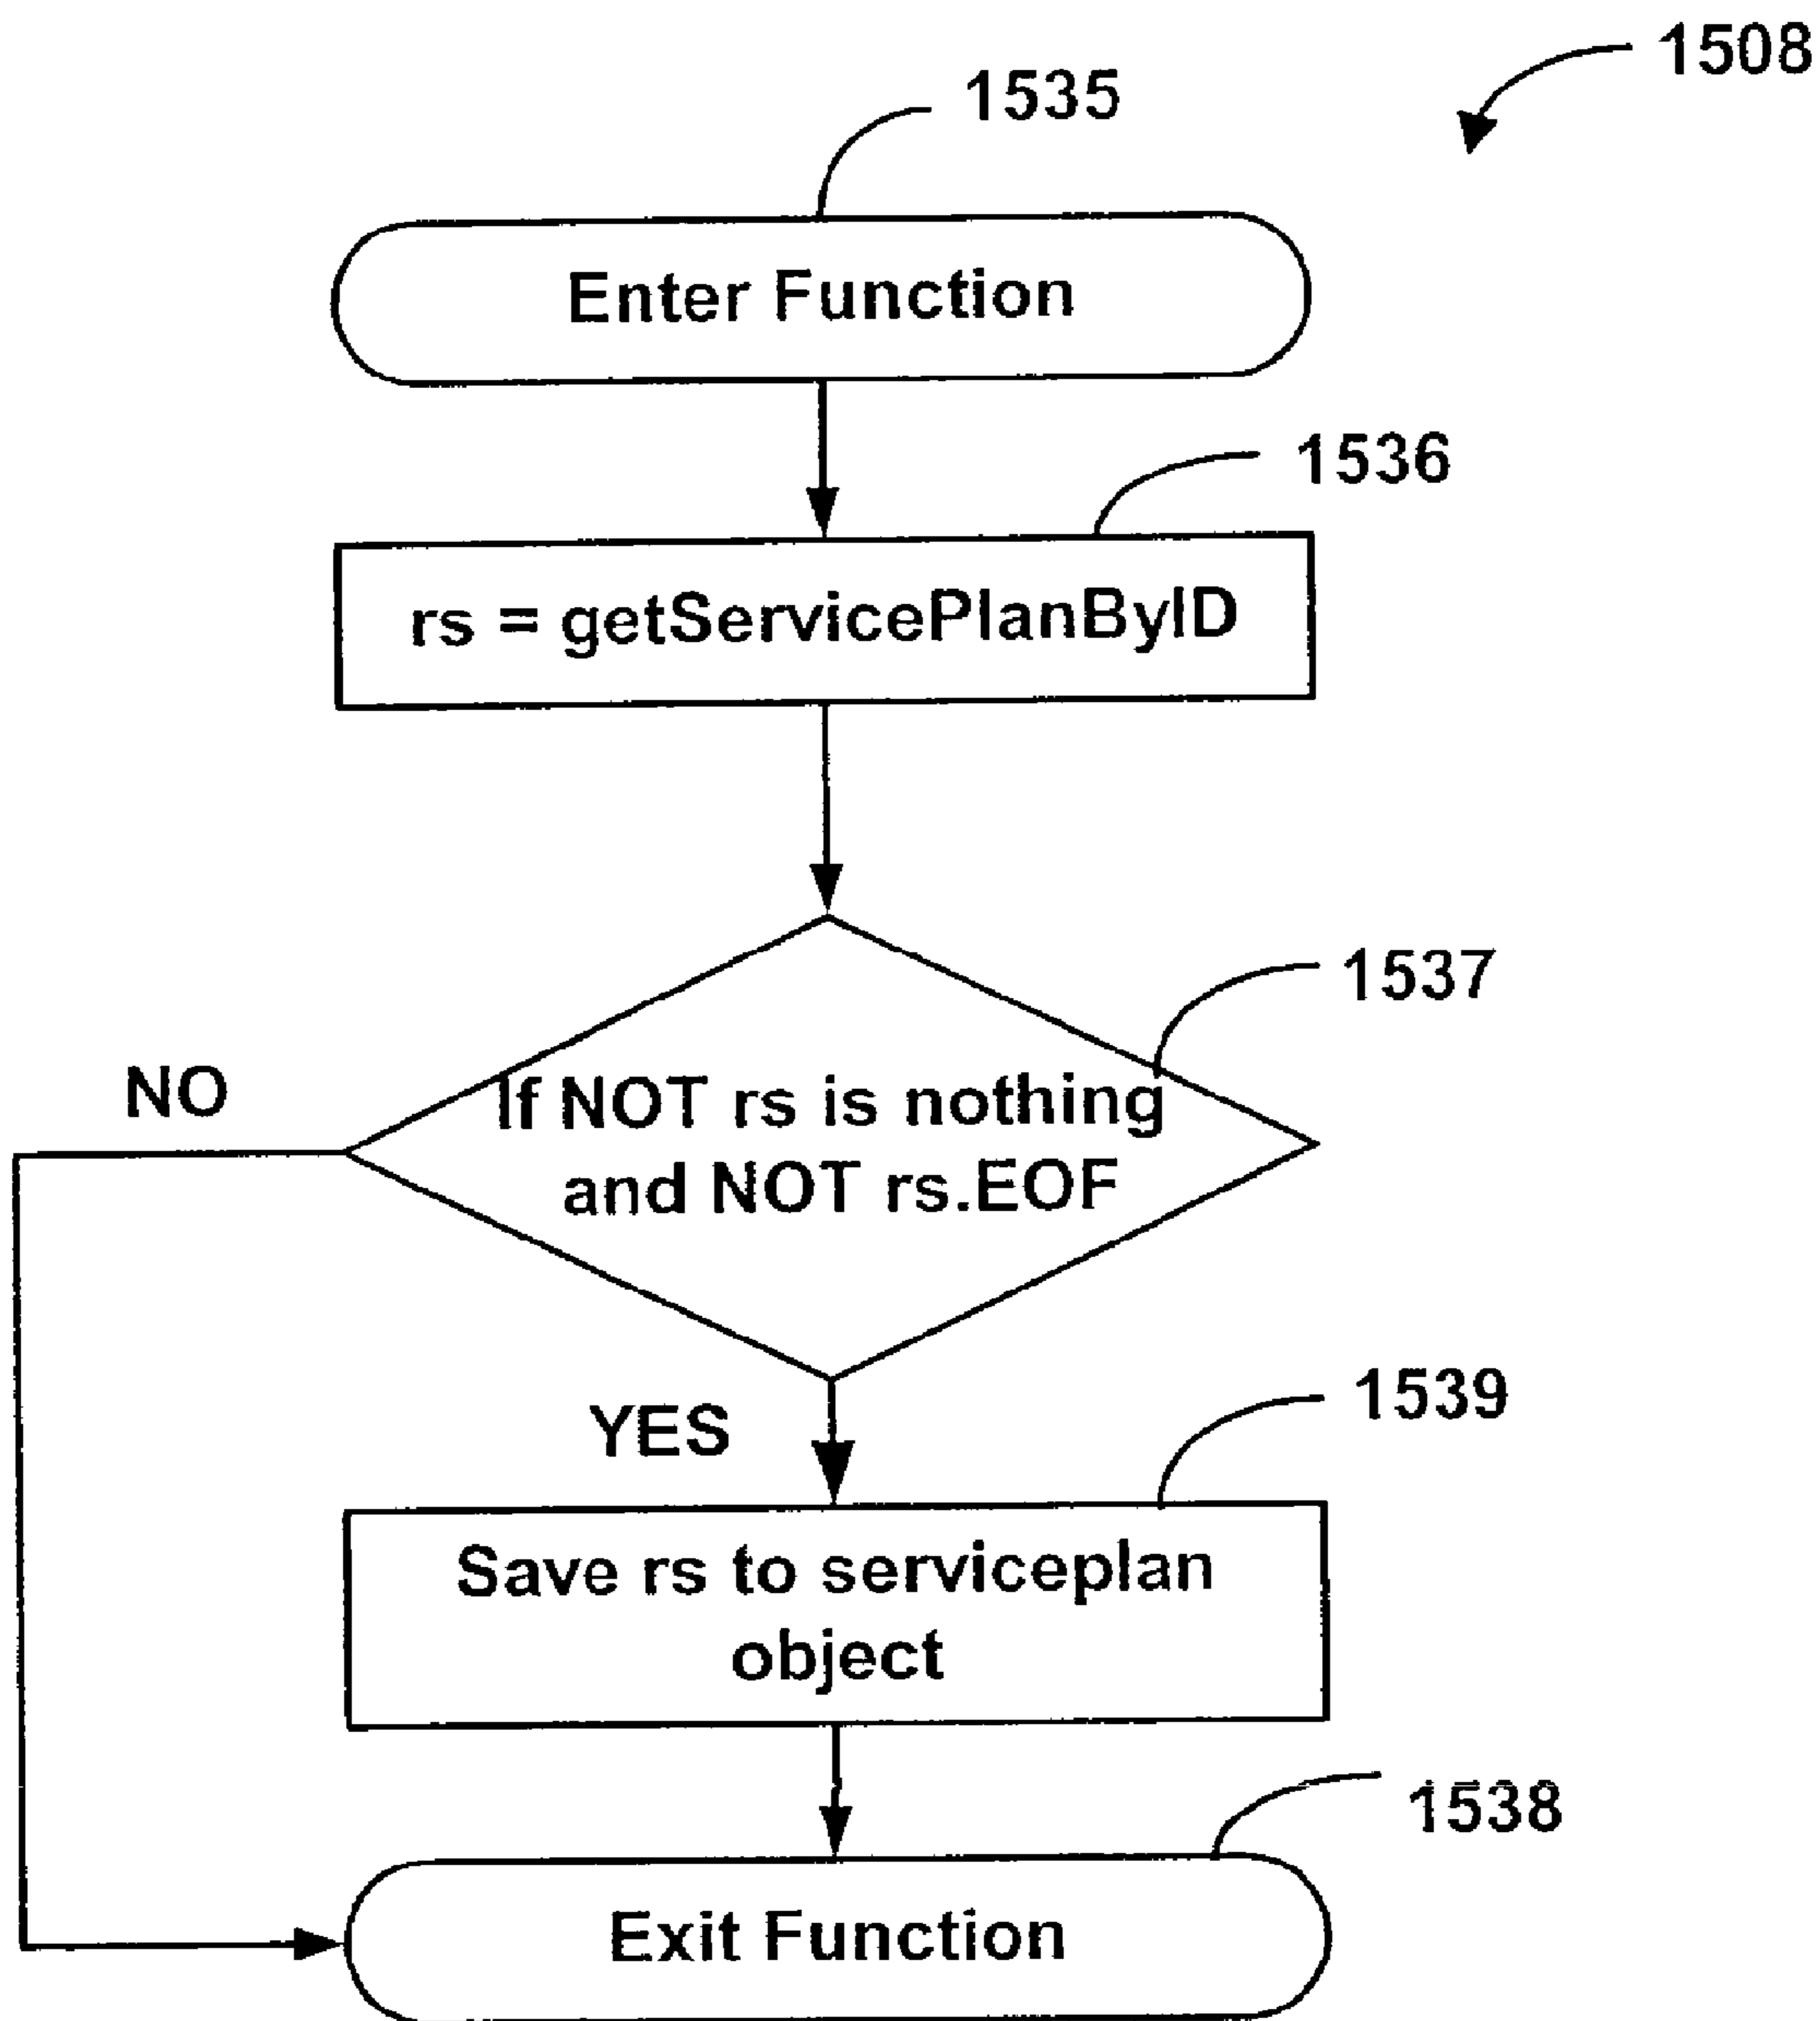 1508
1535
Enter Function
1536
rs = getServicePlanByID
1537
NO
If NOT rs is nothing
and NOT rs.EOF
1539
YES
Save rs to serviceplan
object
1538
Exit Function